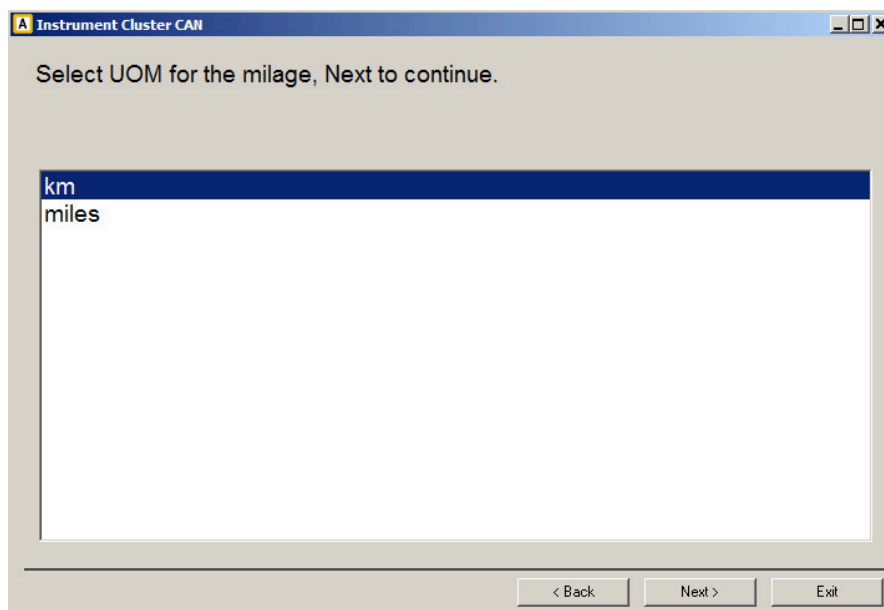 A Instrument Cluster CAN
Select UOM for the milage, Next to continue.
km
miles
< Back Next > Exit